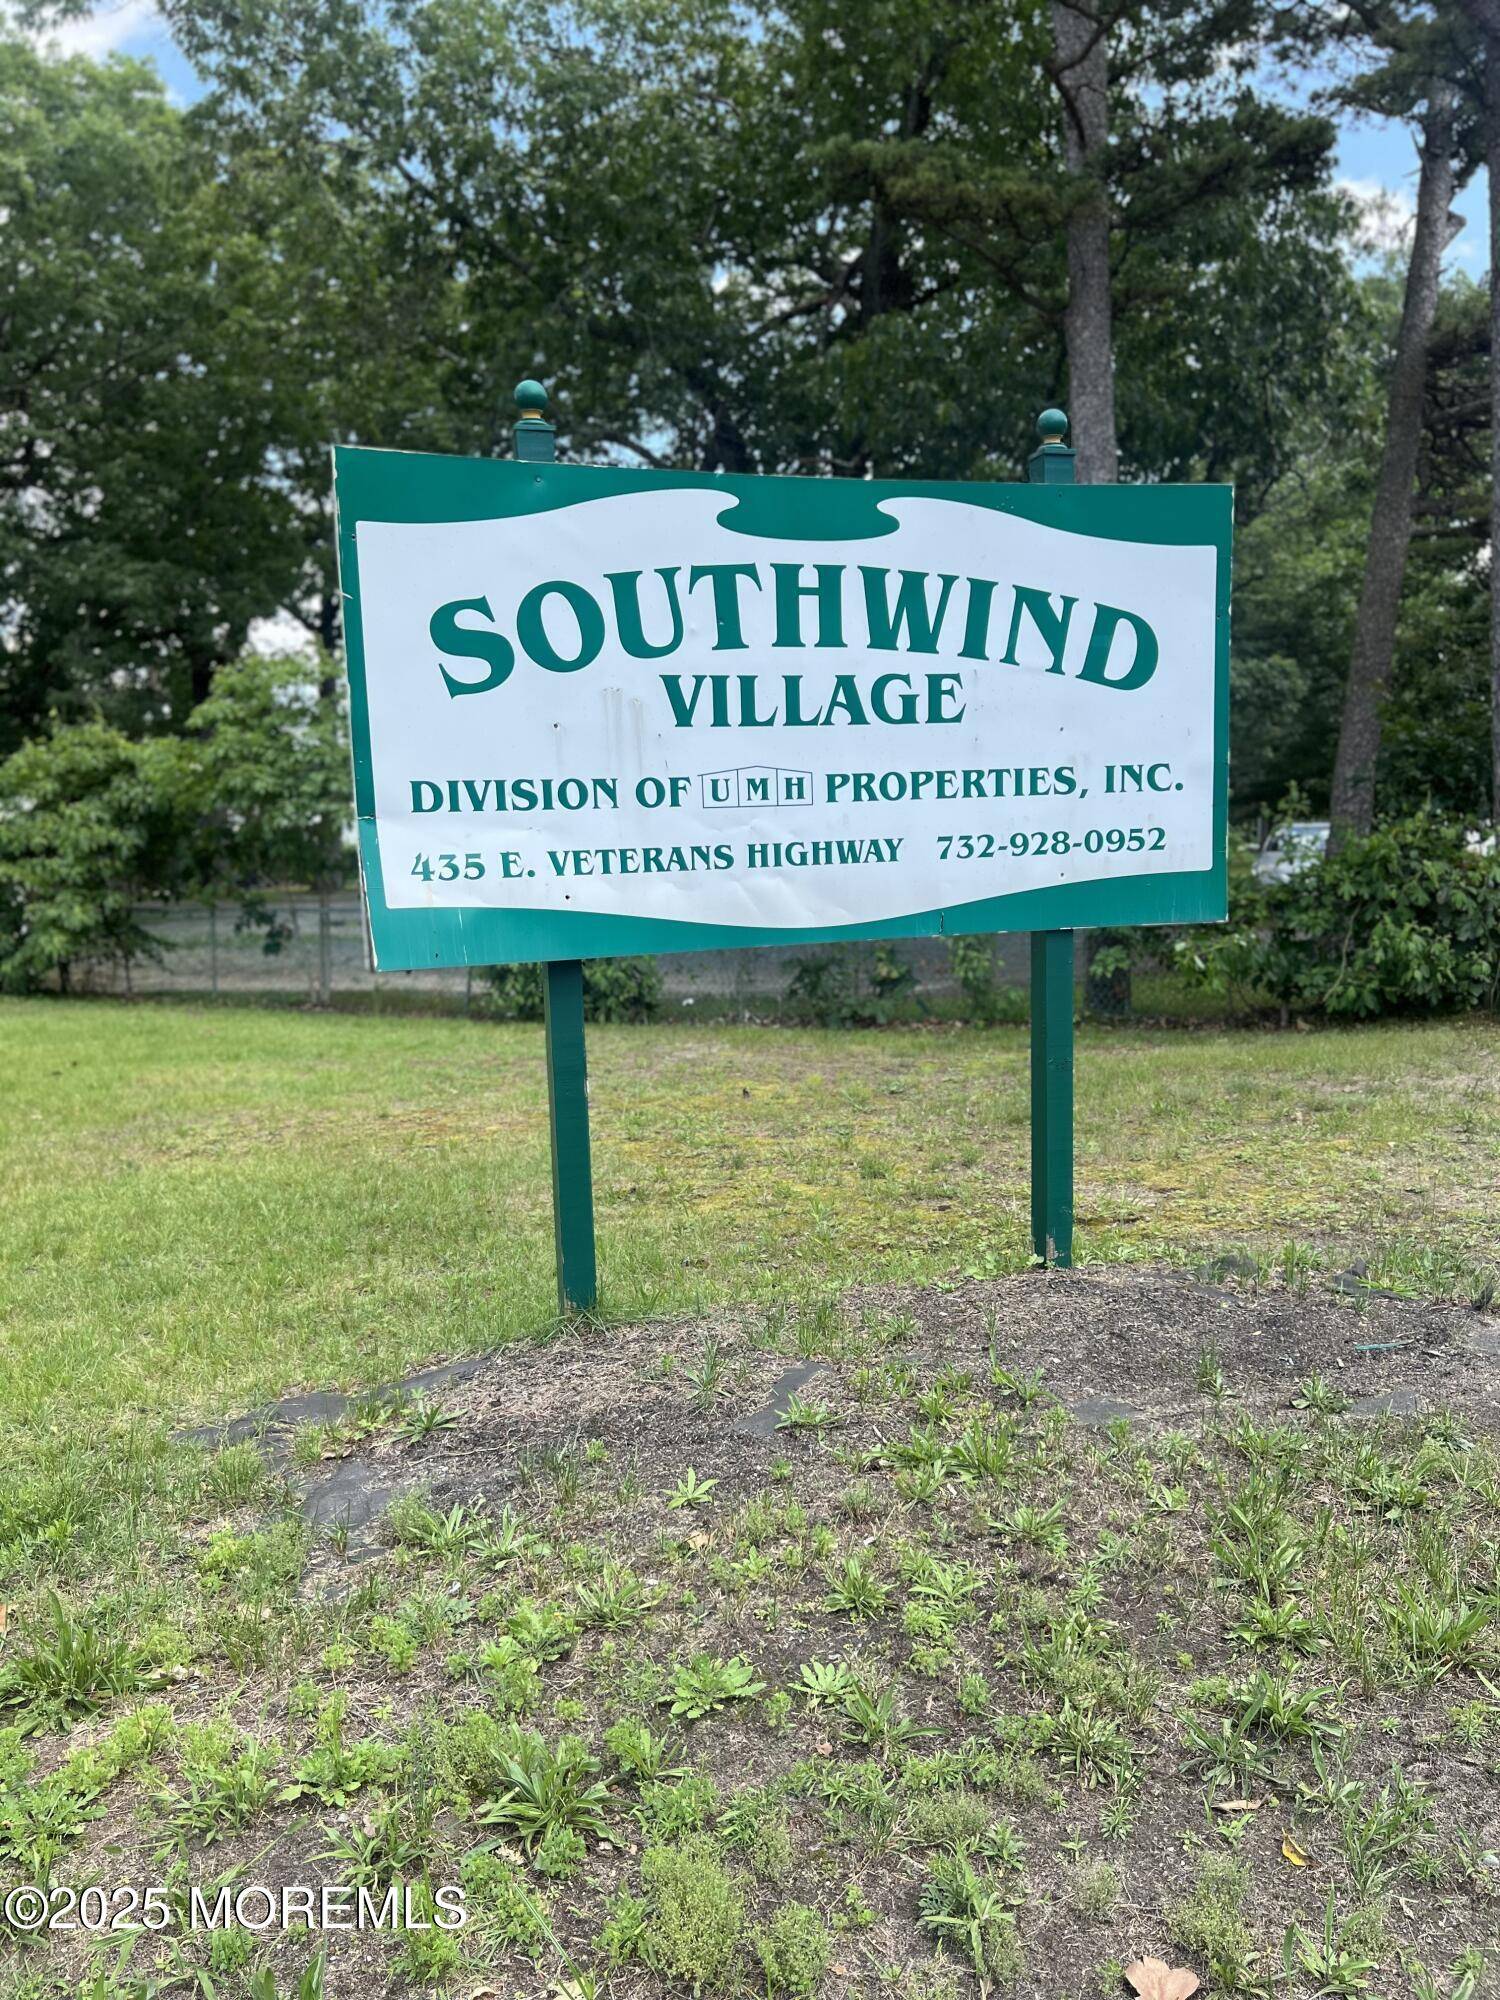 SOUTHWIND
VILLAGE
DIVISION OF UMH PROPERTIES, INC.
435 E. VETERANS HIGHWAY 732-928-0952
©2025 MOREMLS